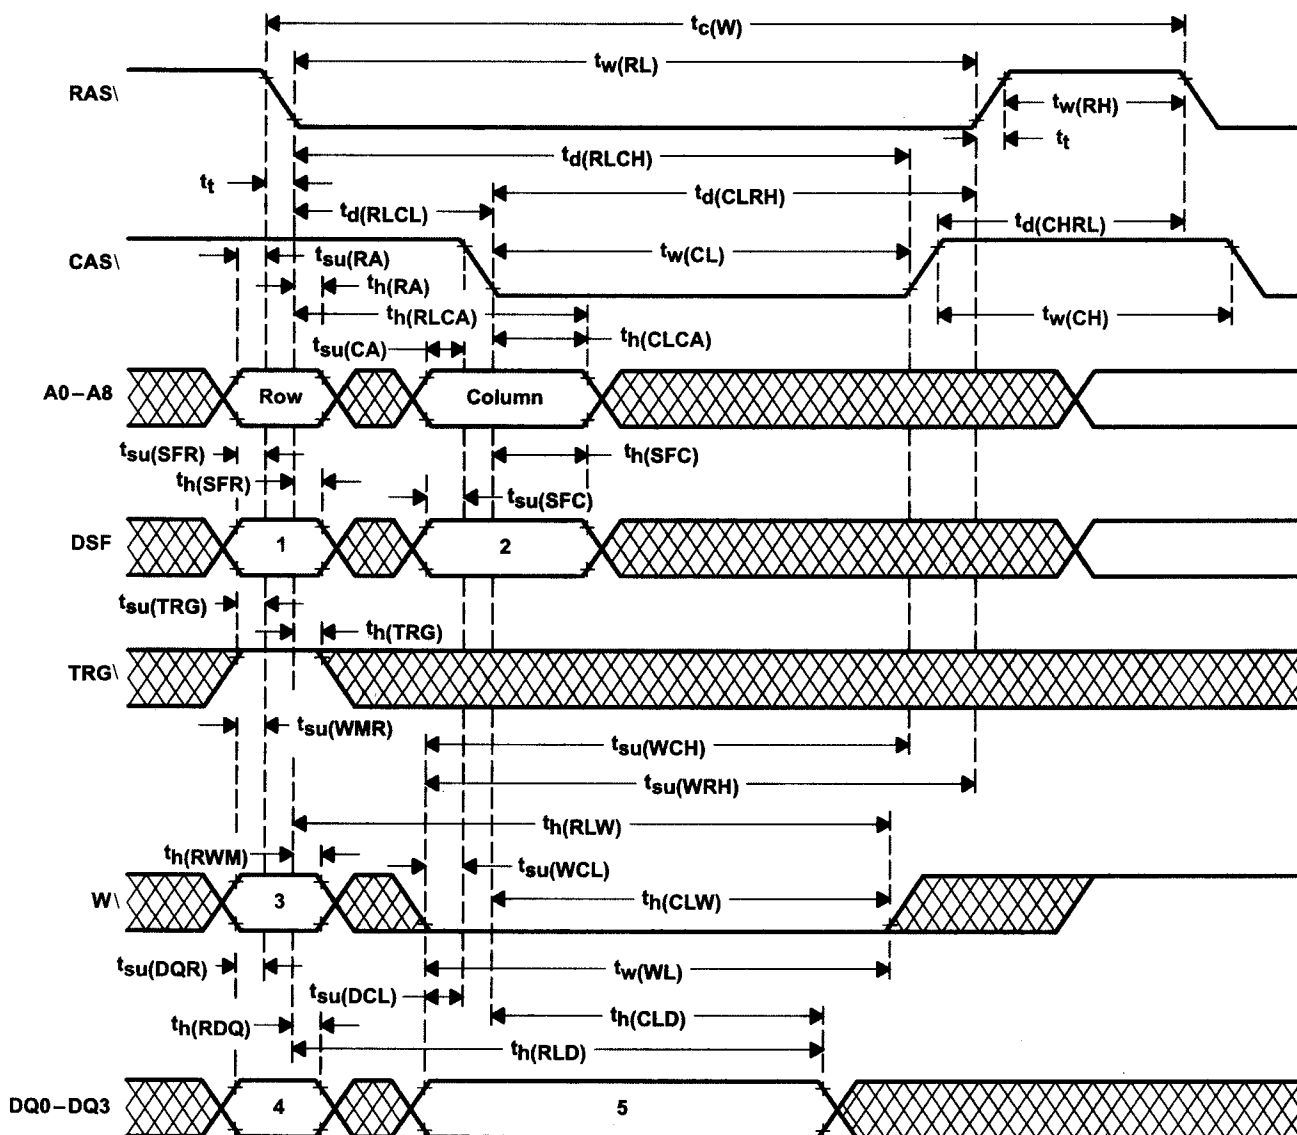 tc(W)
tw(RL)
RAS\
tw(RH)
td(RLCH)
tt
tt
td(CLRH)
td(RLCL)
td(CHRL)
CAS\
tsu(RA)
tw(CL)
th(RA)
th(RLCA)
tw(CH)
tsu(CA)
th(CLCA)
A0–A8
Row
Column
tsu(SFR)
th(SFC)
th(SFR)
tsu(SFC)
DSF
1
2
tsu(TRG)
th(TRG)
TRG\
tsu(WMR)
tsu(WCH)
tsu(WRH)
th(RLW)
th(RWM)
tsu(WCL)
W\
3
th(CLW)
tsu(DQR)
tw(WL)
tsu(DCL)
th(CLD)
th(RDQ)
th(RLD)
DQ0–DQ3
4
5